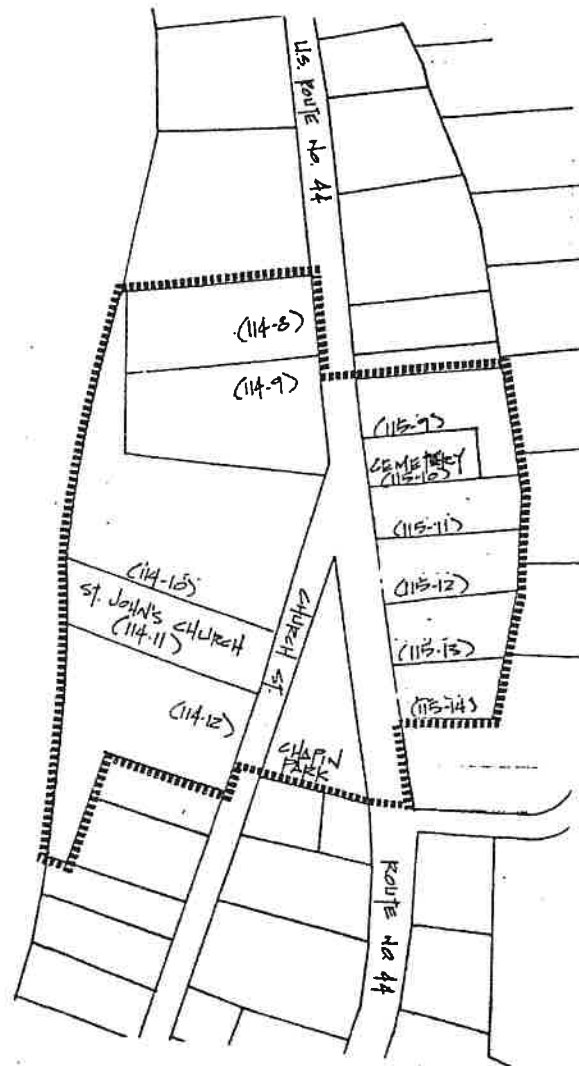 U.S. ROUTE No. 44
(114-8)
(114-9)
(115-9)
CEMETERY
(115-10)
(115-11)
(114-10)
ST. JOHN'S CHURCH
(114-11)
(115-12)
CHURCH ST.
(115-13)
(115-14)
(114-12)
CHAPIN
PARK
ROUTE No 44